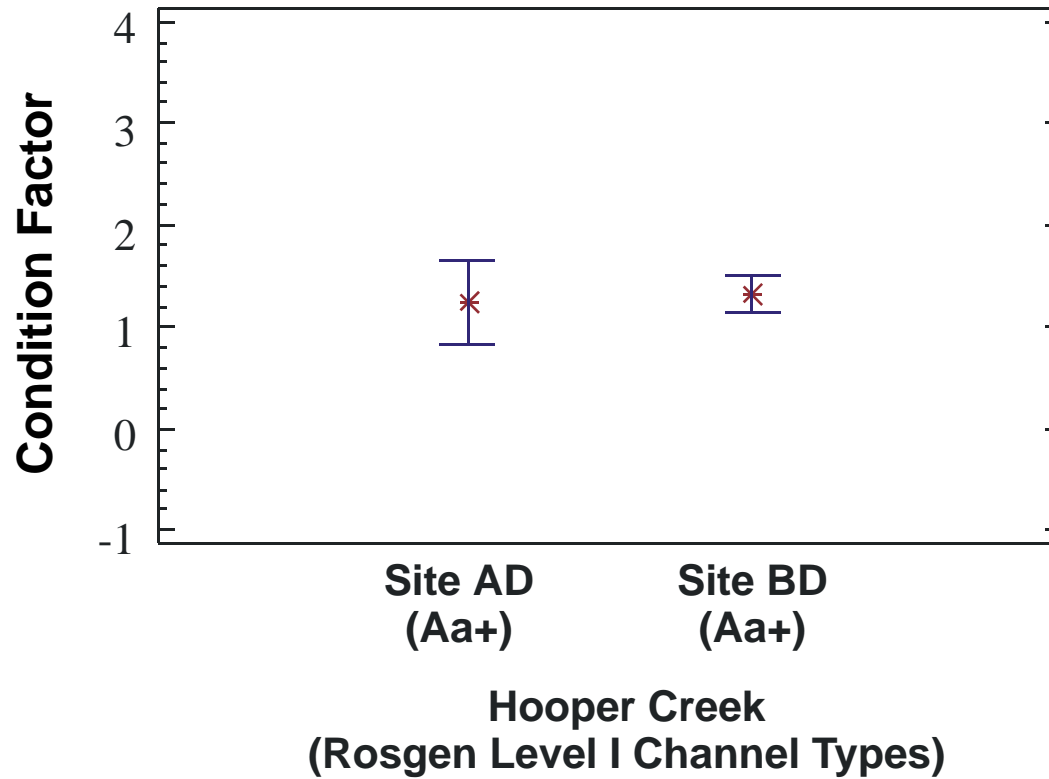 Condition Factor
4
3
2
1
0
-1
Site AD
(Aa+)
Site BD
(Aa+)
Hooper Creek
(Rosgen Level I Channel Types)